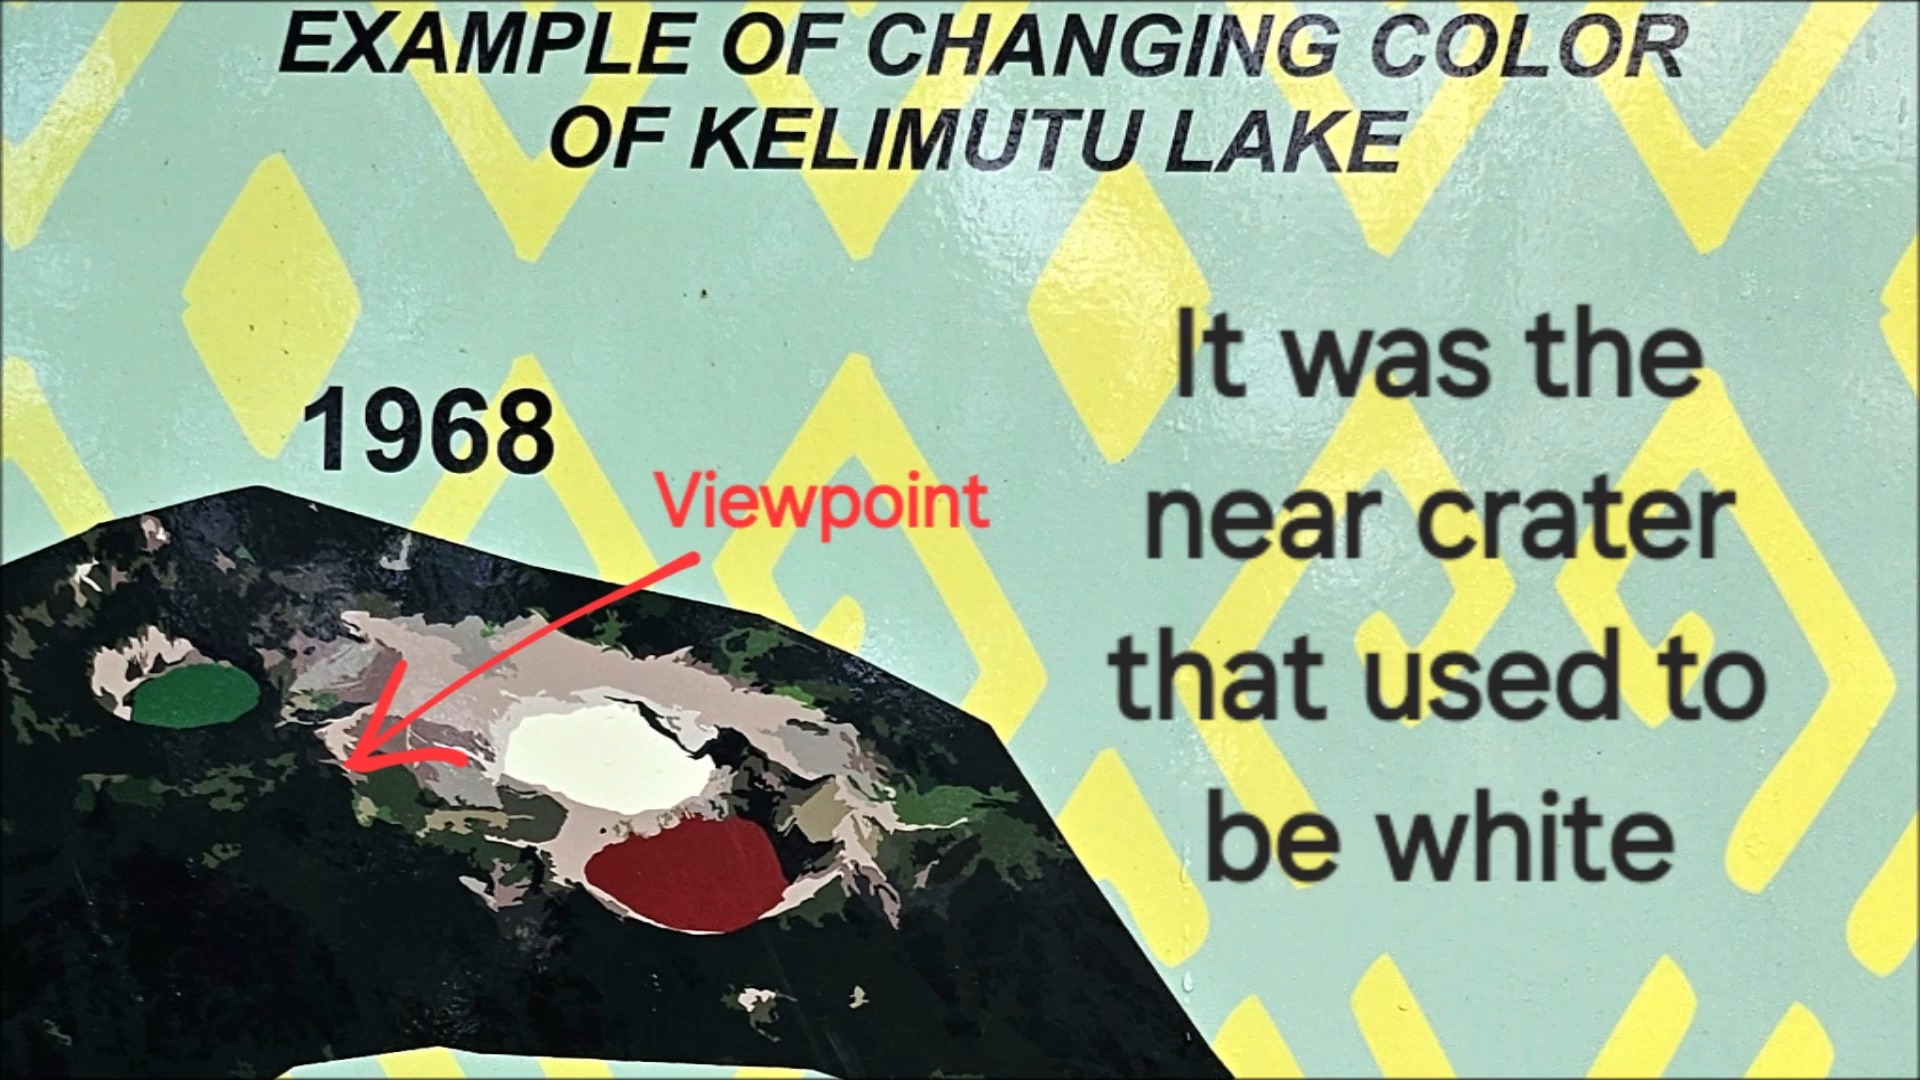 EXAMPLE OF CHANGING COLOR
OF KELIMUTU LAKE
1968
Viewpoint
It was the
near crater
that used to
be white